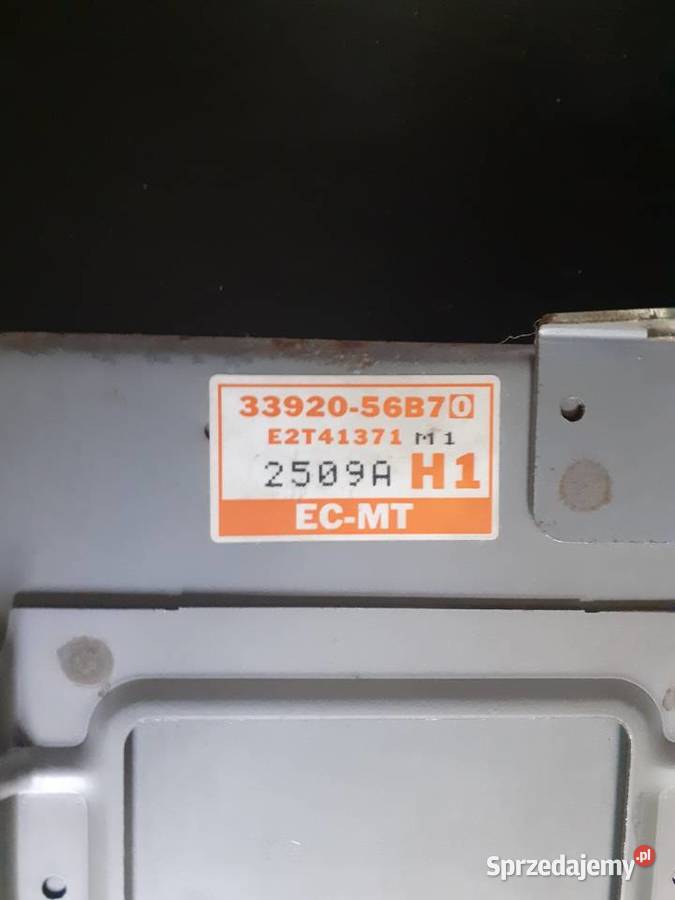 33920-56B70
E2T41371 M1
2509A H1
EC-MT
Sprzedajemy.pl